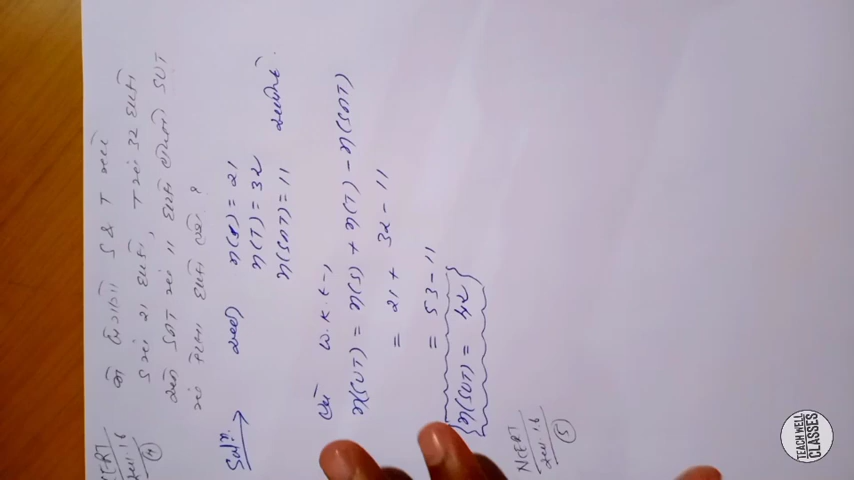 NCERT
સ્વા. 1.6
④
જો ગણો S & T માટે
S માં 21 ઘટકો, T માં 32 ઘટકો
અને S∩T માં 11 ઘટકો હોય તો S∪T
માં કેટલા ઘટકો હશે ?
Solⁿ. →
n(S) = 21
n(T) = 32
n(S∩T) = 11
હવે W.K.t →
n(S∪T) = n(S) + n(T) - n(S∩T)
= 21 + 32 - 11
= 53 - 11
n(S∪T) = 42
NCERT
સ્વા. 1.6
⑤
TEACH WELL
CLASSES